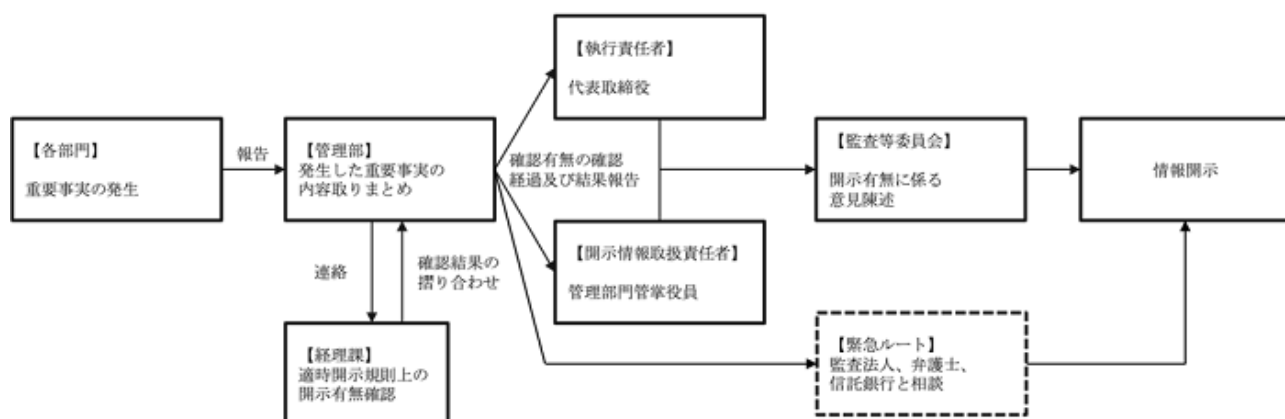 【各部門】
重要事実の発生
報告
【管理部】
発生した重要事実の
内容取りまとめ
連絡
確認結果の
摺り合わせ
【経理課】
適時開示規則上の
開示有無確認
【執行責任者】
代表取締役
確認有無の確認
経過及び結果報告
【開示情報取扱責任者】
管理部門管掌役員
【監査等委員会】
開示有無に係る
意見陳述
【緊急ルート】
監査法人、弁護士、
信託銀行と相談
情報開示